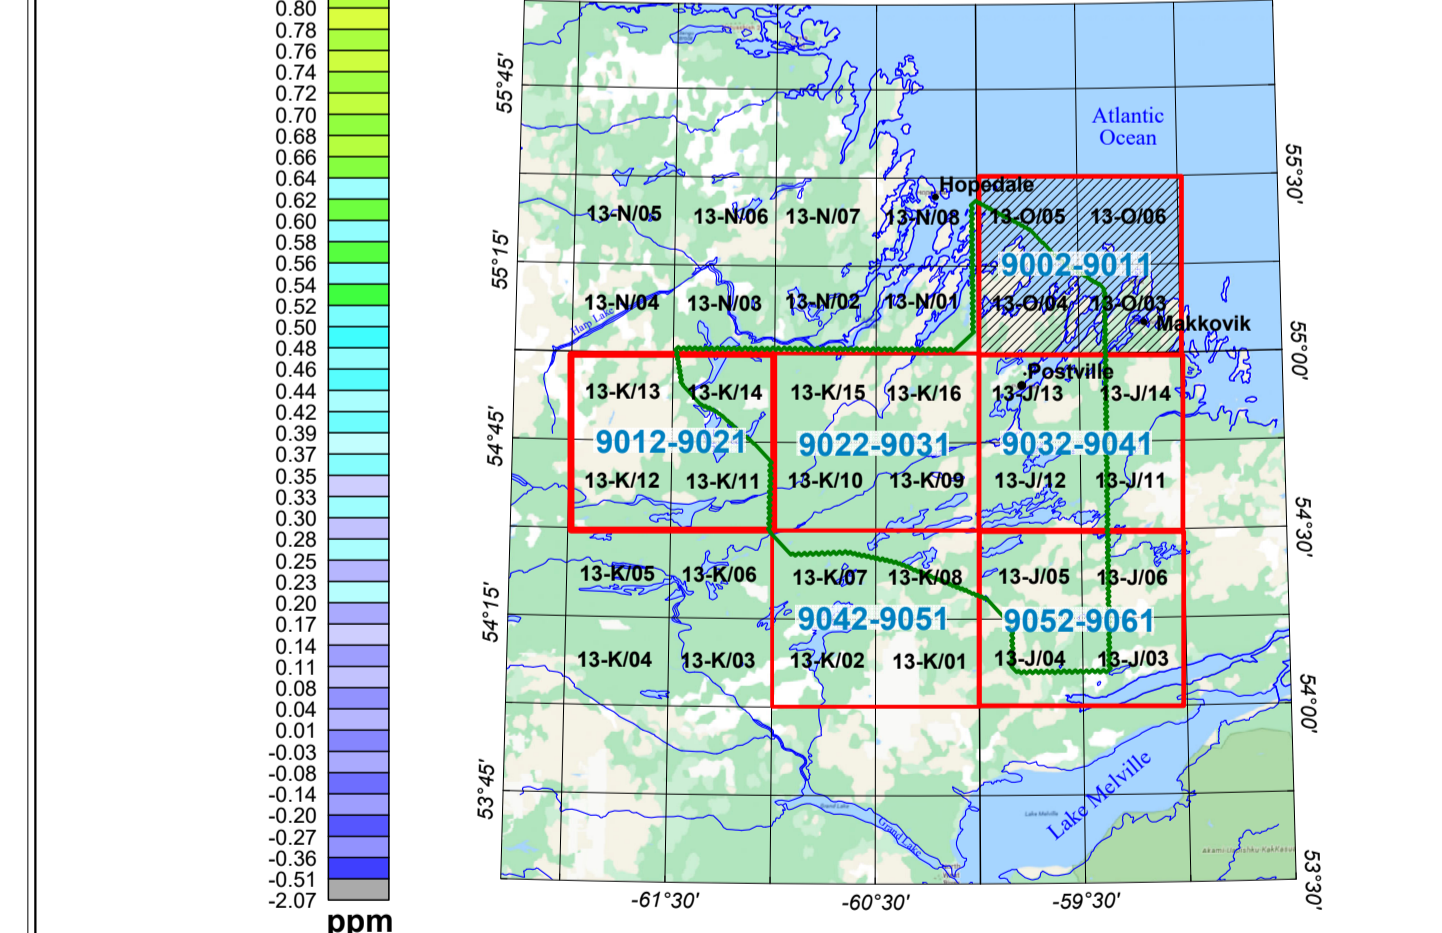 0.80
0.78
0.76
0.74
0.72
0.70
0.68
0.66
0.64
0.62
0.60
0.58
0.56
0.54
0.52
0.50
0.48
0.46
0.44
0.42
0.39
0.37
0.35
0.33
0.30
0.28
0.25
0.23
0.20
0.17
0.14
0.11
0.08
0.04
0.01
-0.03
-0.08
-0.14
-0.20
-0.27
-0.36
-0.51
-2.07
ppm
55°45'
55°15'
54°45'
54°15'
53°45'
Atlantic
Ocean
55°30'
55°00'
54°30'
54°00'
53°30'
Hopedale
13-N/05 13-N/06 13-N/07 13-N/08 13-O/05 13-O/06
9002-9011
13-N/04 13-N/03 13-N/02 13-N/01 13-O/04 13-O/03
Harp Lake
Makkovik
Postville
13-K/13 13-K/14 13-K/15 13-K/16 13-J/13 13-J/14
9012-9021 9022-9031 9032-9041
13-K/12 13-K/11 13-K/10 13-K/09 13-J/12 13-J/11
13-K/05 13-K/06 13-K/07 13-K/08 13-J/05 13-J/06
9042-9051 9052-9061
13-K/04 13-K/03 13-K/02 13-K/01 13-J/04 13-J/03
Lake Melville
Grand Lake
Lake Melville
Grand Lake
-61°30' -60°30' -59°30'